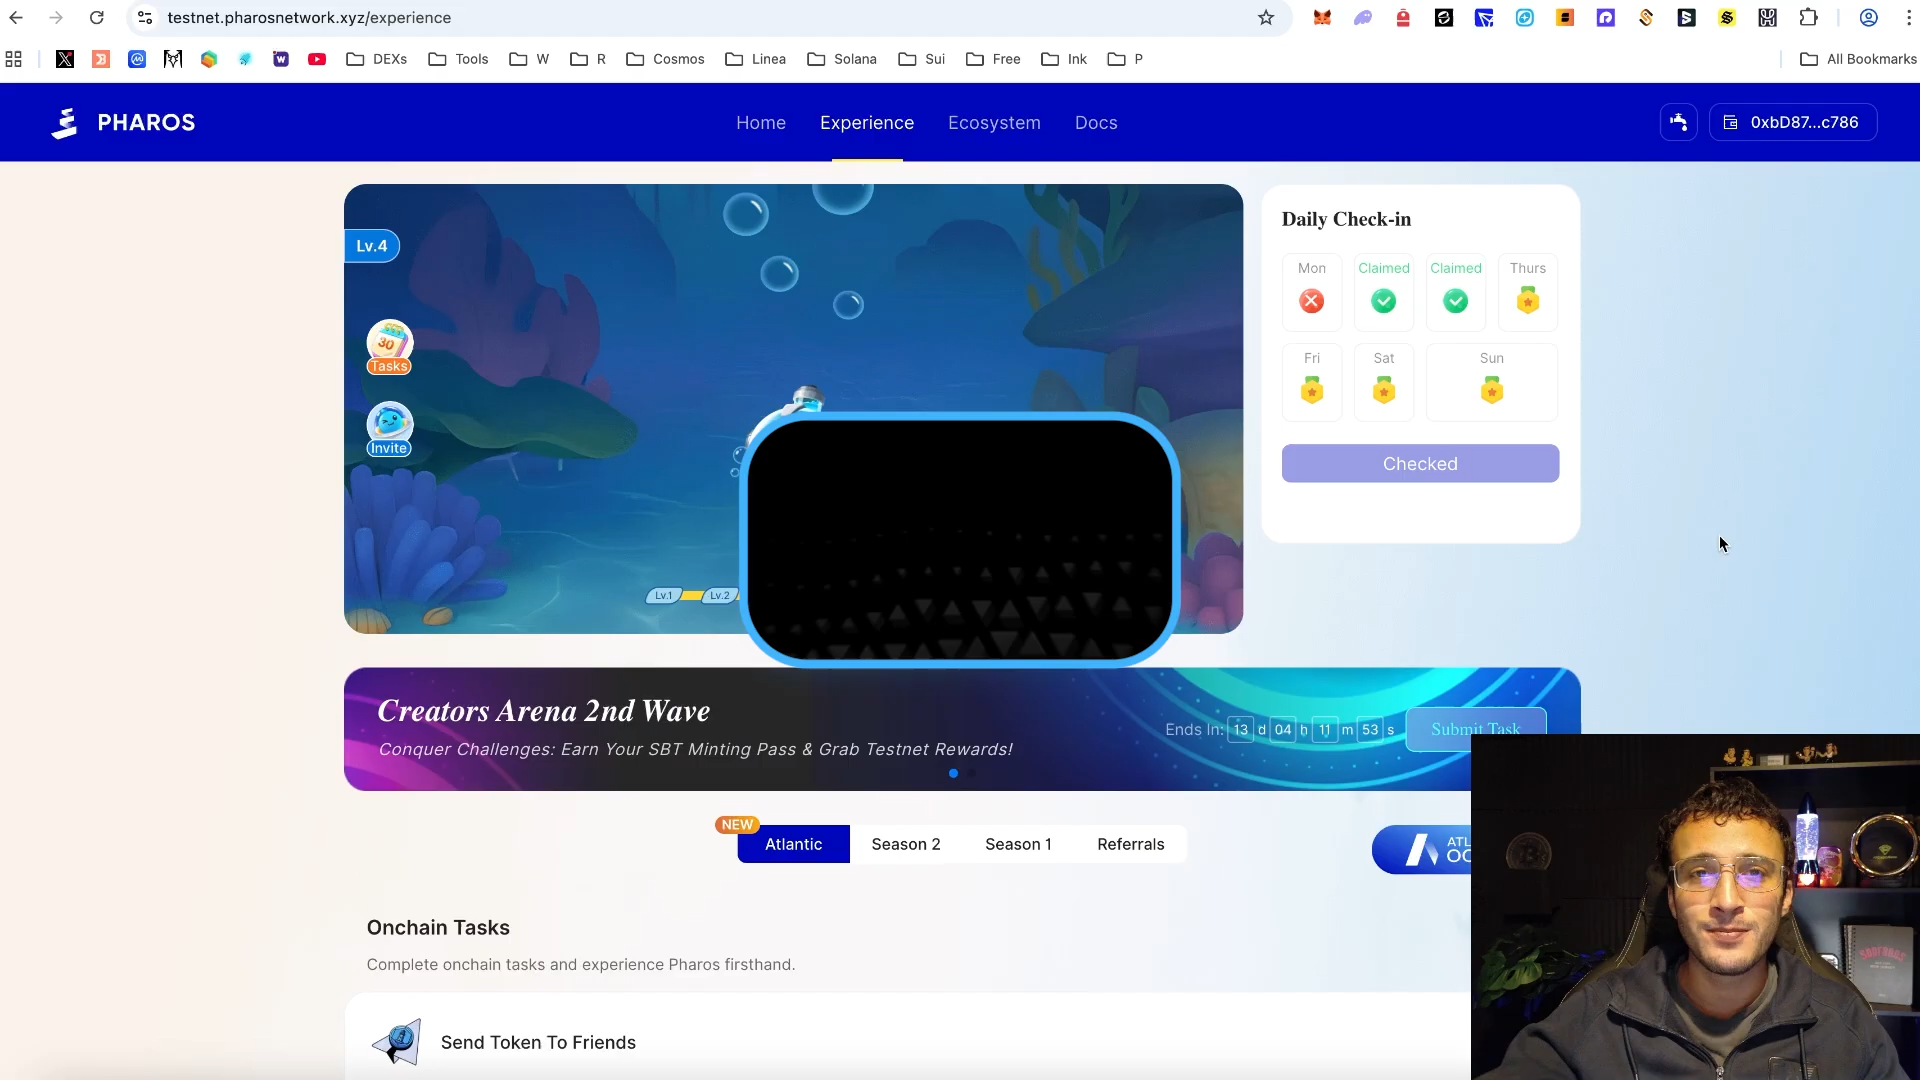 testnet.pharosnetwork.xyz/experience
DEXs
Tools
W
R
Cosmos
Linea
Solana
Sui
Free
Ink
P
All Bookmarks
PHAROS
Home
Experience
Ecosystem
Docs
0xbD87...c786
Lv.4
30
Tasks
Invite
Lv.1
Lv.2
Daily Check-in
Mon
Claimed
Claimed
Thurs
Fri
Sat
Sun
Checked
Creators Arena 2nd Wave
Conquer Challenges: Earn Your SBT Minting Pass & Grab Testnet Rewards!
Ends In: 13 d 04 h 11 m 53 s
Submit Task
NEW
Atlantic
Season 2
Season 1
Referrals
Onchain Tasks
Complete onchain tasks and experience Pharos firsthand.
Send Token To Friends